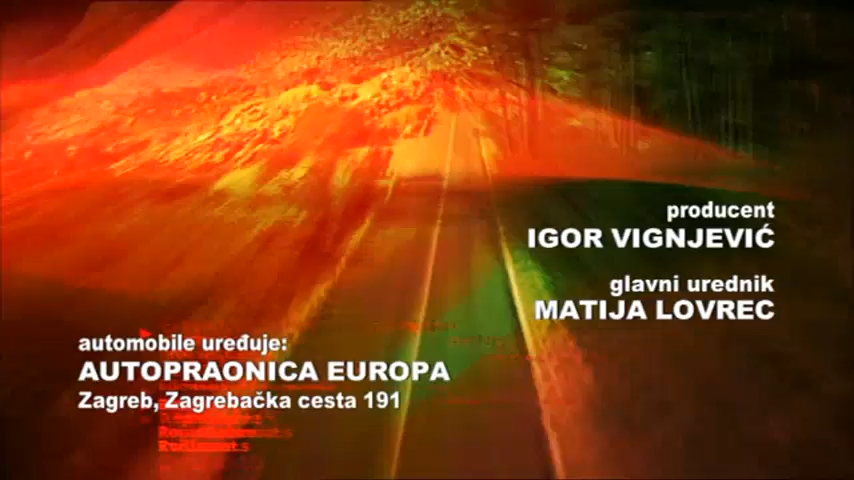 producent
IGOR VIGNJEVIĆ
glavni urednik
MATIJA LOVREC
automobile uređuje:
AUTOPRAONICA EUROPA
Zagreb, Zagrebačka cesta 191